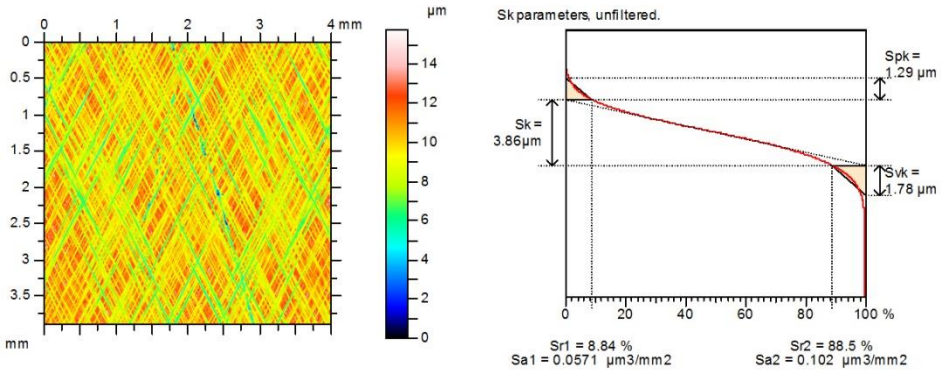 0 1 2 3 4 mm
0
0.5
1
1.5
2
2.5
3
3.5
mm
µm
14
12
10
8
6
4
2
0
Sk parameters, unfiltered.
Spk =
1.29 µm
Sk =
3.86µm
Svk =
1.78 µm
0 20 40 60 80 100 %
Sr1 = 8.84 %
Sa1 = 0.0571 µm3/mm2
Sr2 = 88.5 %
Sa2 = 0.102 µm3/mm2